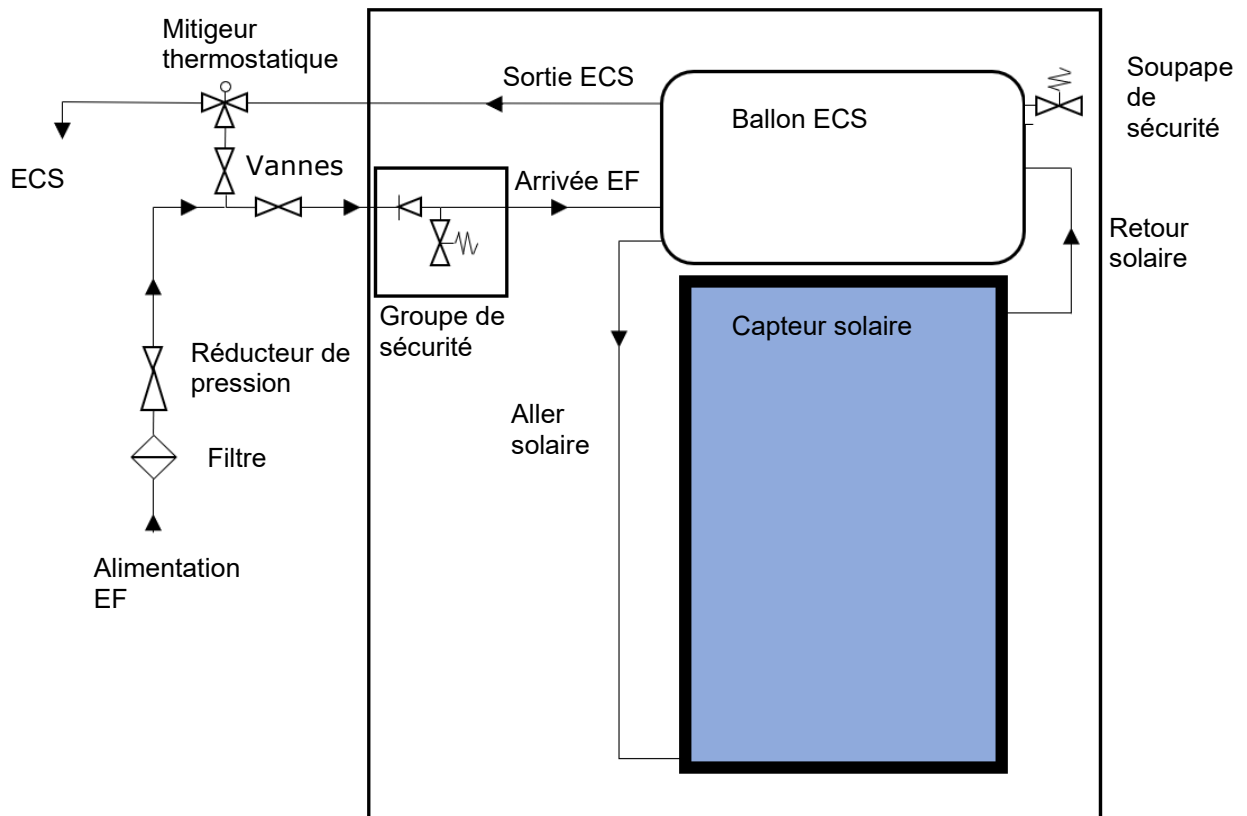 Mitigeur
thermostatique
Sortie ECS
Ballon ECS
Soupape
de
sécurité
ECS
Vannes
Arrivée EF
Retour
solaire
Groupe de
sécurité
Capteur solaire
Réducteur de
pression
Aller
solaire
Filtre
Alimentation
EF